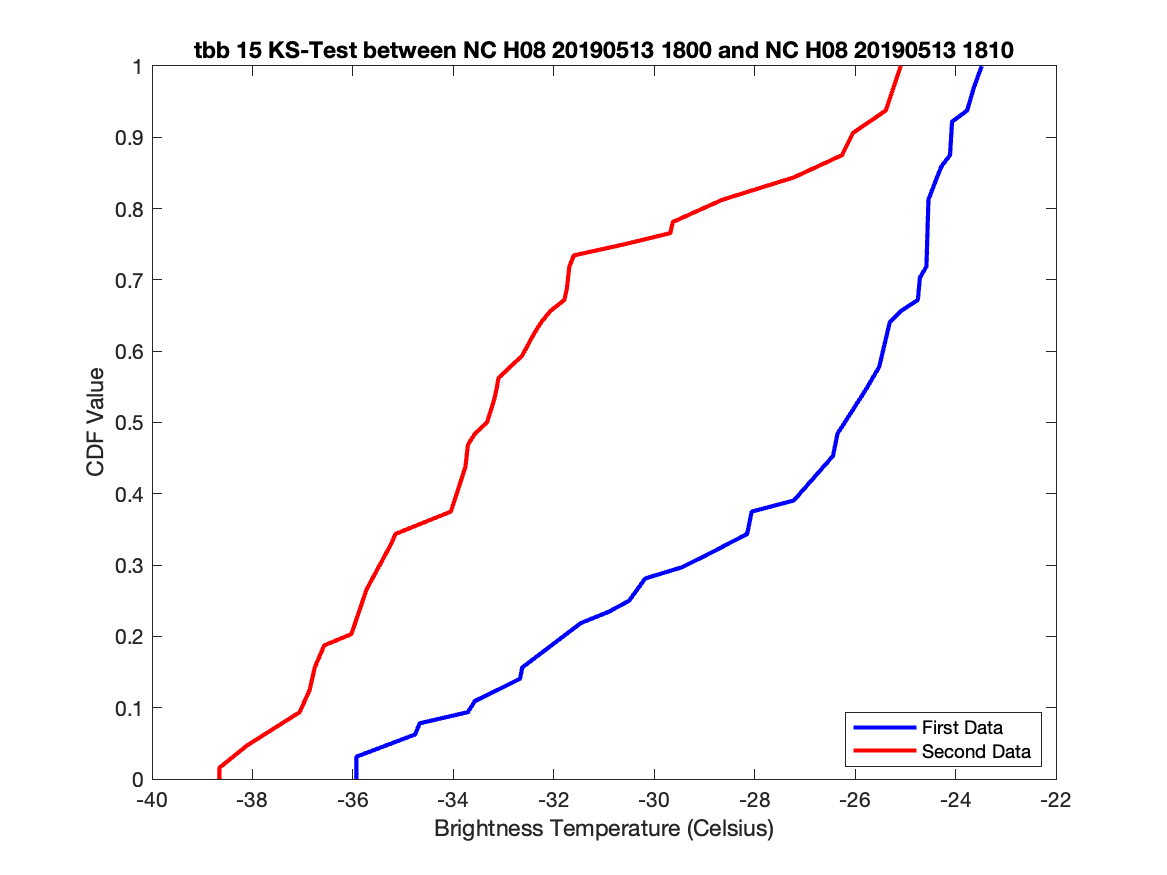 tbb 15 KS-Test between NC H08 20190513 1800 and NC H08 20190513 1810
1
0.9
0.8
0.7
0.6
0.5
0.4
0.3
0.2
0.1
0
CDF Value
First Data
Second Data
-40 -38 -36 -34 -32 -30 -28 -26 -24 -22
Brightness Temperature (Celsius)